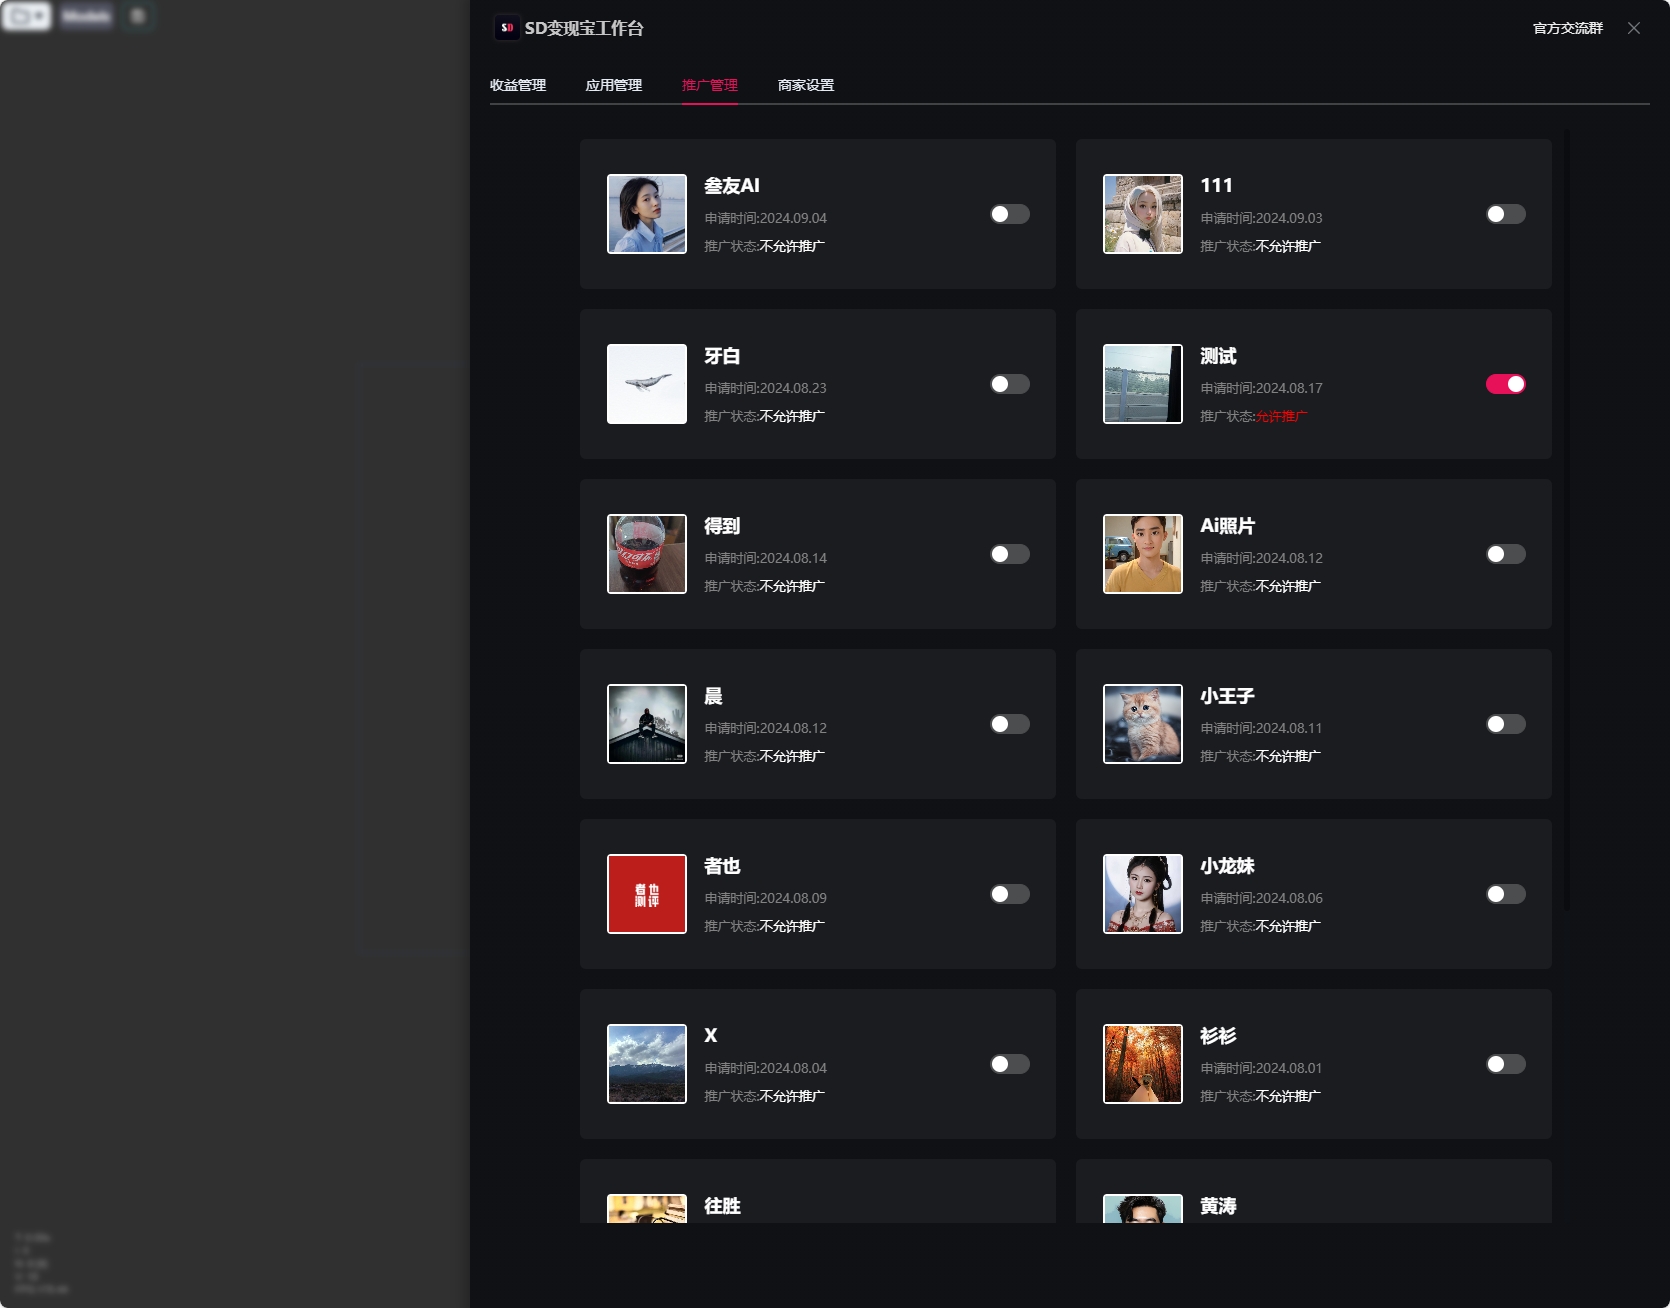 Models
SD
SD变现宝工作台
官方交流群
收益管理
应用管理
推广管理
商家设置
叁友AI
申请时间:2024.09.04
推广状态:不允许推广
111
申请时间:2024.09.03
推广状态:不允许推广
牙白
申请时间:2024.08.23
推广状态:不允许推广
测试
申请时间:2024.08.17
推广状态:允许推广
得到
申请时间:2024.08.14
推广状态:不允许推广
Ai照片
申请时间:2024.08.12
推广状态:不允许推广
晨
申请时间:2024.08.12
推广状态:不允许推广
小王子
申请时间:2024.08.11
推广状态:不允许推广
者也
测评
者也
申请时间:2024.08.09
推广状态:不允许推广
小龙妹
申请时间:2024.08.06
推广状态:不允许推广
X
申请时间:2024.08.04
推广状态:不允许推广
衫衫
申请时间:2024.08.01
推广状态:不允许推广
往胜
黄涛